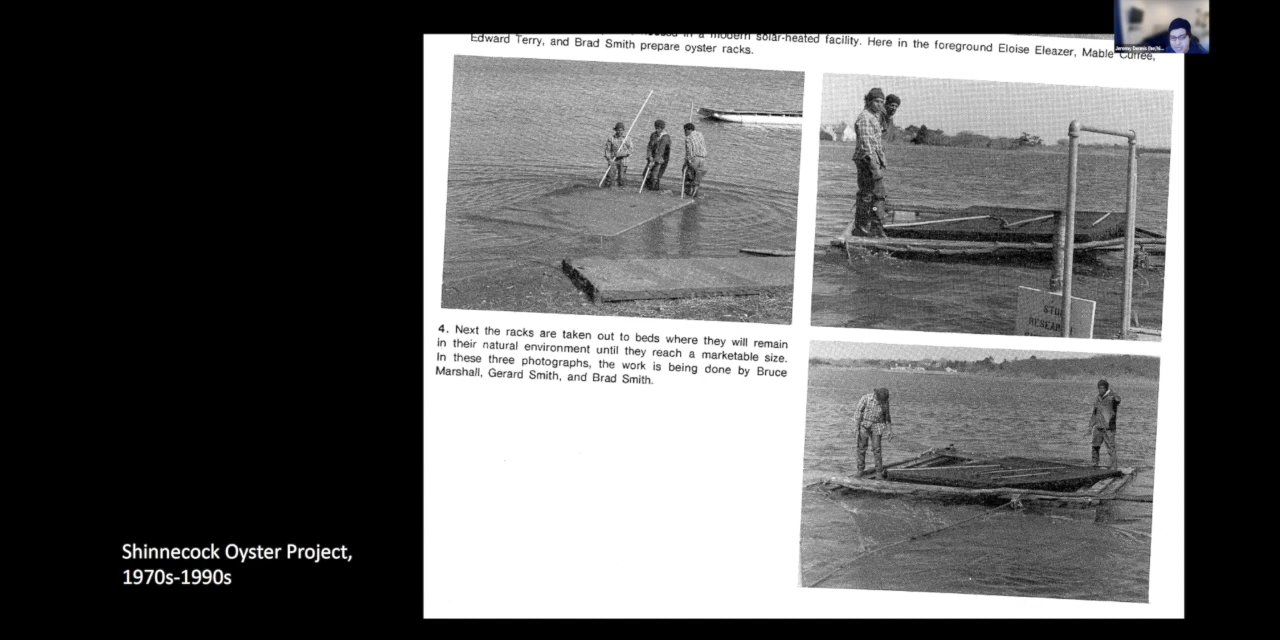 in a modern solar-heated facility. Here in the foreground Eloise Eleazer, Mable Cuffee,
Edward Terry, and Brad Smith prepare oyster racks.
4. Next the racks are taken out to beds where they will remain
in their natural environment until they reach a marketable size.
In these three photographs, the work is being done by Bruce
Marshall, Gerard Smith, and Brad Smith.
Shinnecock Oyster Project,
1970s-1990s
Jeremy Dennis